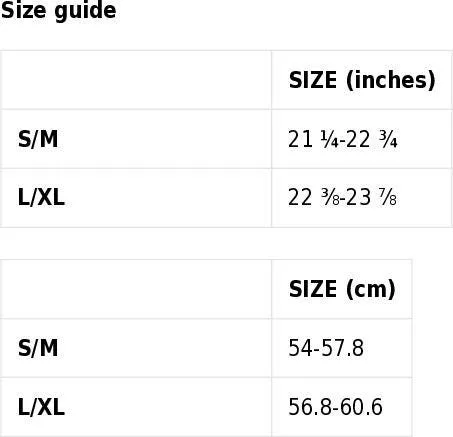 Size guide
SIZE (inches)
S/M 21 ¼-22 ¾
L/XL 22 ⅜-23 ⅞
SIZE (cm)
S/M 54-57.8
L/XL 56.8-60.6